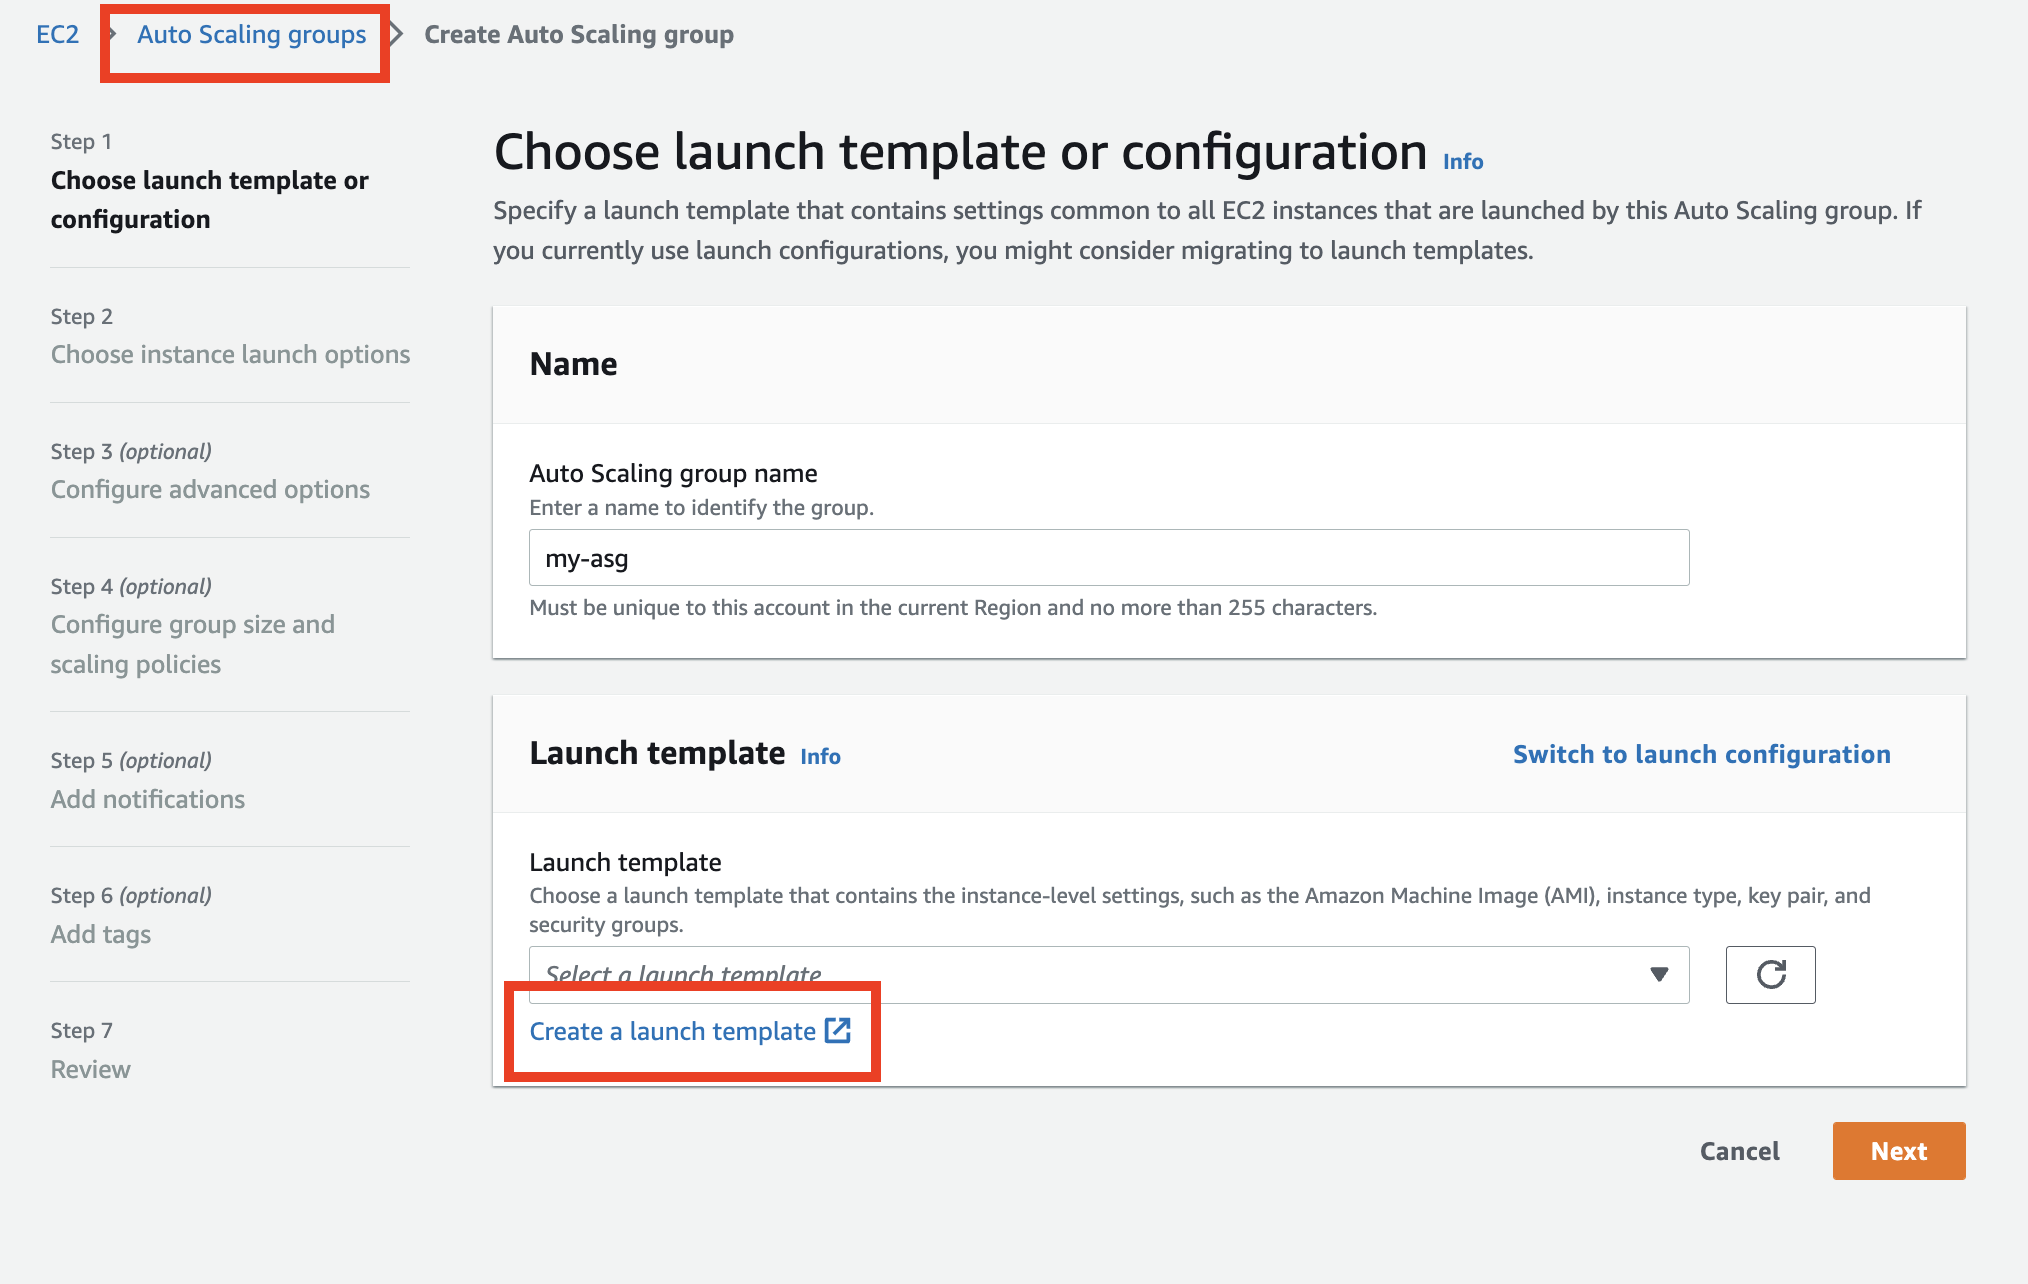 EC2 > Auto Scaling groups > Create Auto Scaling group
Step 1
Choose launch template or
configuration
Step 2
Choose instance launch options
Step 3 (optional)
Configure advanced options
Step 4 (optional)
Configure group size and
scaling policies
Step 5 (optional)
Add notifications
Step 6 (optional)
Add tags
Step 7
Review
Choose launch template or configuration Info
Specify a launch template that contains settings common to all EC2 instances that are launched by this Auto Scaling group. If
you currently use launch configurations, you might consider migrating to launch templates.
Name
Auto Scaling group name
Enter a name to identify the group.
my-asg
Must be unique to this account in the current Region and no more than 255 characters.
Launch template Info
Switch to launch configuration
Launch template
Choose a launch template that contains the instance-level settings, such as the Amazon Machine Image (AMI), instance type, key pair, and
security groups.
Select a launch template
Create a launch template
Cancel
Next